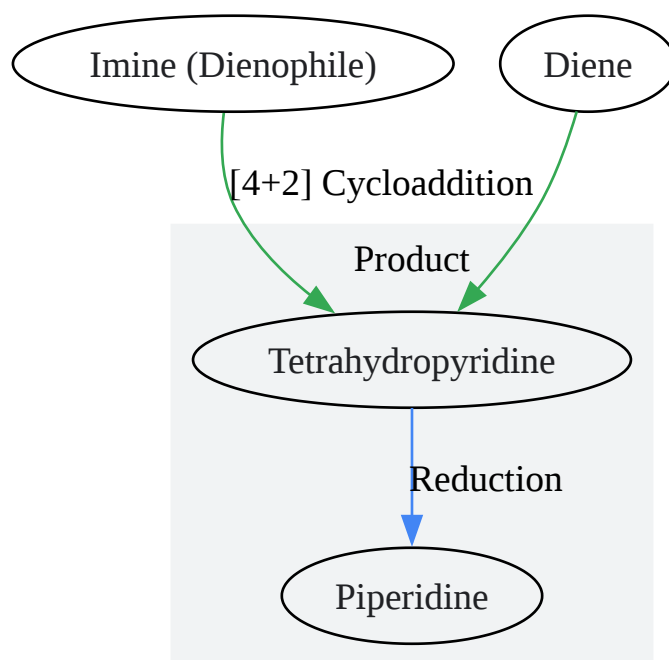 Imine (Dienophile)
Diene
[4+2] Cycloaddition
Product
Tetrahydropyridine
Reduction
Piperidine